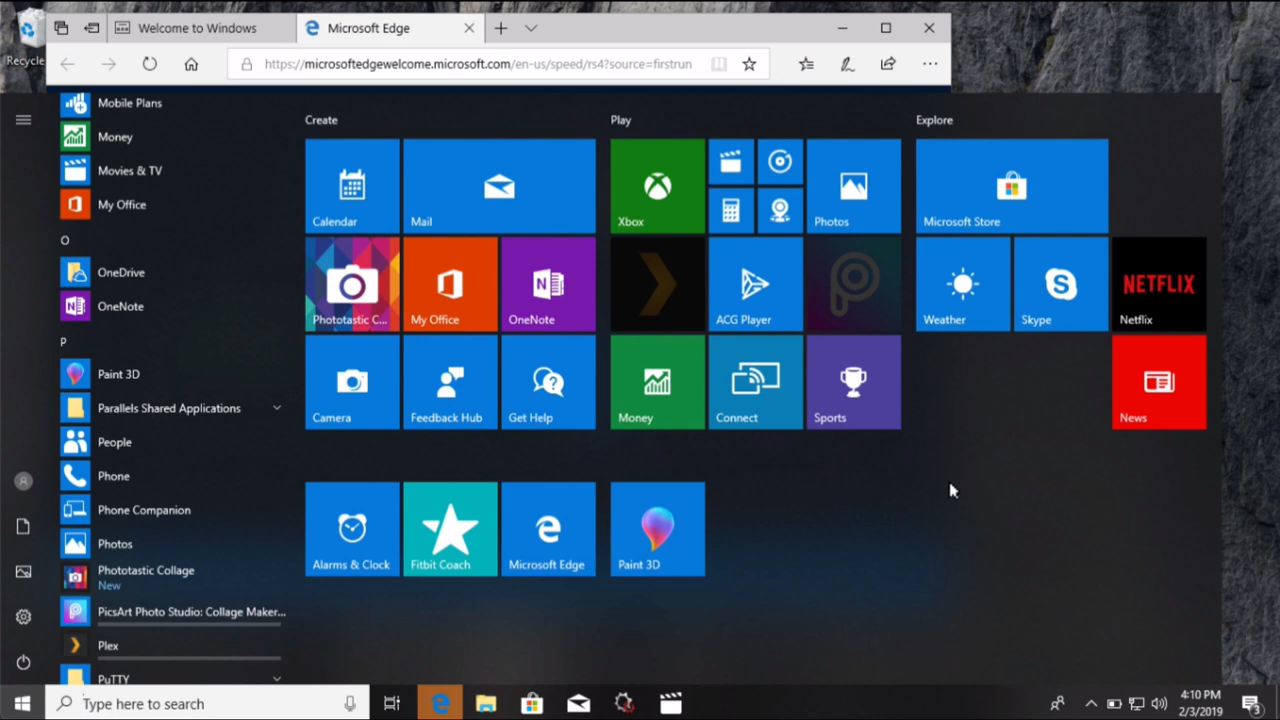 Recycle
Welcome to Windows
Microsoft Edge
https://microsoftedgewelcome.microsoft.com/en-us/speed/rs4?source=firstrun
Mobile Plans
Money
Movies & TV
My Office
O
OneDrive
OneNote
P
Paint 3D
Parallels Shared Applications
People
Phone
Phone Companion
Photos
Phototastic Collage
New
PicsArt Photo Studio: Collage Maker...
Plex
PuTTY
Create
Calendar
Mail
Phototastic C...
My Office
OneNote
Camera
Feedback Hub
Get Help
Alarms & Clock
Fitbit Coach
Microsoft Edge
Play
Xbox
Photos
ACG Player
Money
Connect
Sports
Paint 3D
Explore
Microsoft Store
Weather
Skype
NETFLIX
Netflix
News
Type here to search
4:10 PM
2/3/2019
3